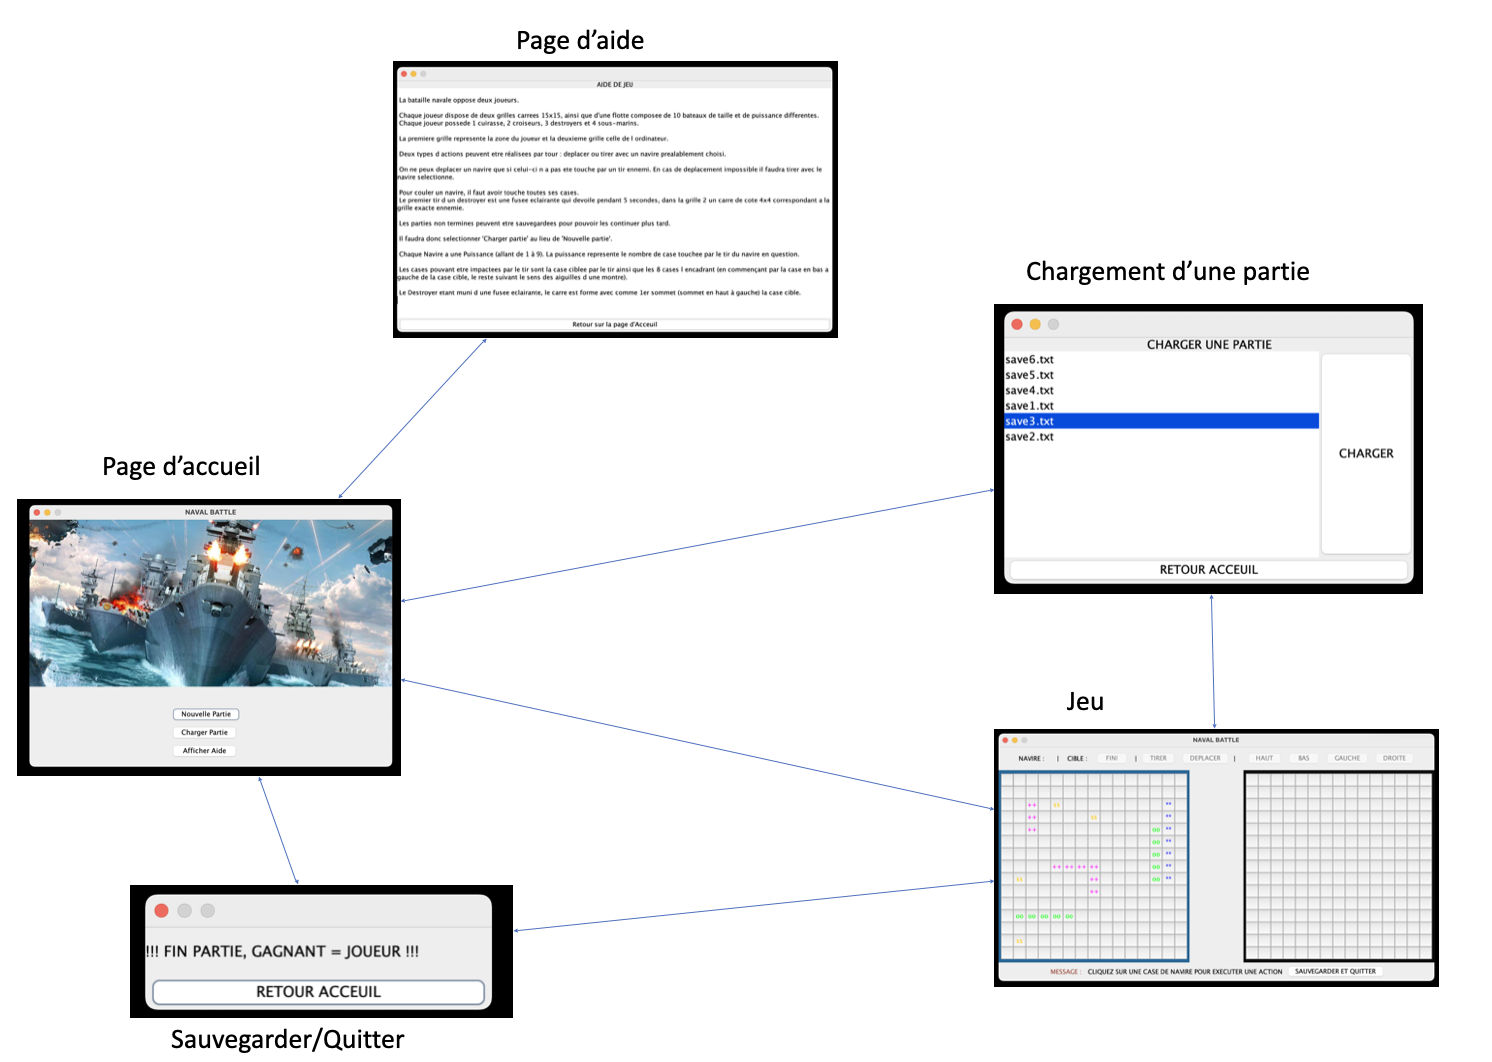 Page d’aide
AIDE DE JEU
La bataille navale oppose deux joueurs.
Chaque joueur dispose de deux grilles carrees 15x15, ainsi que d'une flotte composee de 10 bateaux de taille et de puissance differentes.
Chaque joueur possede 1 cuirasse, 2 croiseurs, 3 destroyers et 4 sous-marins.
La premiere grille represente la zone du joueur et la deuxieme grille celle de l ordinateur.
Deux types d actions peuvent etre réalisees par tour : deplacer ou tirer avec un navire prealablement choisi.
On ne peux deplacer un navire que si celui-ci n a pas ete touche par un tir ennemi. En cas de deplacement impossible il faudra tirer avec le
navire selectionne.
Pour couler un navire, il faut avoir touche toutes ses cases.
Le premier tir d un destroyer est une fusee eclairante qui devoile pendant 5 secondes, dans la grille 2 un carre de cote 4x4 correspondant a la
grille exacte ennemie.
Les parties non termines peuvent etre sauvegardees pour pouvoir les continuer plus tard.
Il faudra donc selectionner 'Charger partie' au lieu de 'Nouvelle partie'.
Chaque Navire a une Puissance (allant de 1 à 9). La puissance represente le nombre de case touchee par le tir du navire en question.
Les cases pouvant etre impactees par le tir sont la case ciblee par le tir ainsi que les 8 cases l encadrant (en commençant par la case en bas a
gauche de la case cible, le reste suivant le sens des aiguilles d une montre).
Le Destroyer etant muni d une fusee eclairante, le carre est forme avec comme 1er sommet (sommet en haut à gauche) la case cible.
Retour sur la page d'Acceuil
Chargement d’une partie
CHARGER UNE PARTIE
save6.txt
save5.txt
save4.txt
save1.txt
save3.txt
save2.txt
CHARGER
RETOUR ACCEUIL
Page d’accueil
NAVAL BATTLE
Nouvelle Partie
Charger Partie
Afficher Aide
Jeu
NAVAL BATTLE
NAVIRE : | CIBLE : FINI | TIRER DEPLACER | HAUT BAS GAUCHE DROITE
++ **
++ **
++ oo **
oo **
oo **
++ ++ ++ ++ oo **
++ oo **
++
oo oo oo oo oo
MESSAGE : CLIQUEZ SUR UNE CASE DE NAVIRE POUR EXECUTER UNE ACTION SAUVEGARDER ET QUITTER
!!! FIN PARTIE, GAGNANT = JOUEUR !!!
RETOUR ACCEUIL
Sauvegarder/Quitter